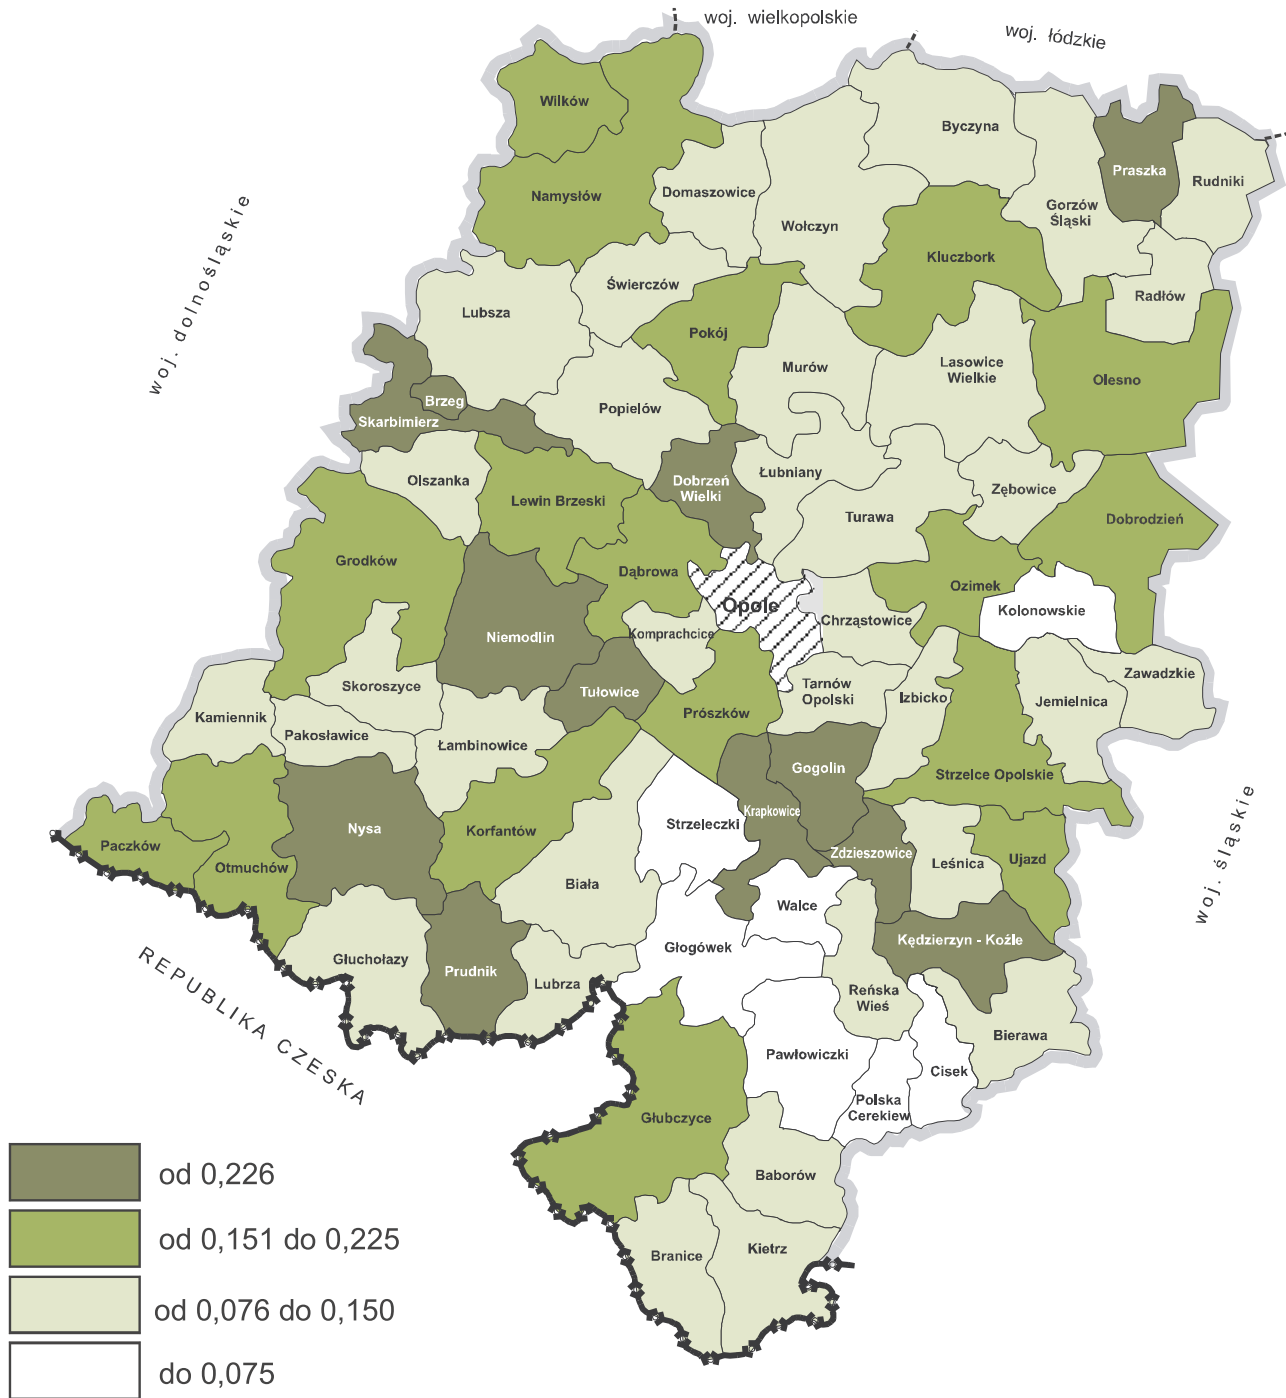 woj. wielkopolskie
woj. łódzkie
Wilków
Byczyna
Praszka
Rudniki
Namysłów
Domaszowice
Wołczyn
Gorzów
Śląski
Kluczbork
woj. dolnośląskie
Świerczów
Radłów
Lubsza
Pokój
Murów
Lasowice
Wielkie
Olesno
Brzeg
Skarbimierz
Popielów
Olszanka
Dobrzeń
Wielki
Łubniany
Zębowice
Lewin Brzeski
Turawa
Dobrodzień
Grodków
Dąbrowa
Ozimek
Opole
Kolonowskie
Chrząstowice
Niemodlin
Komprachcice
Zawadzkie
Skoroszyce
Tułowice
Tarnów
Opolski
Izbicko
Jemielnica
Kamiennik
Prószków
Pakosławice
Łambinowice
Gogolin
Strzelce Opolskie
Krapkowice
Strzeleczki
Nysa
Korfantów
Paczków
Zdzieszowice
Leśnica
Ujazd
Otmuchów
Biała
woj. śląskie
Walce
Kędzierzyn - Koźle
Głogówek
Głuchołazy
Prudnik
Lubrza
Reńska
Wieś
REPUBLIKA CZESKA
Bierawa
Pawłowiczki
Cisek
Polska
Cerekiew
Głubczyce
Baborów
Branice
Kietrz
od 0,226
od 0,151 do 0,225
od 0,076 do 0,150
do 0,075